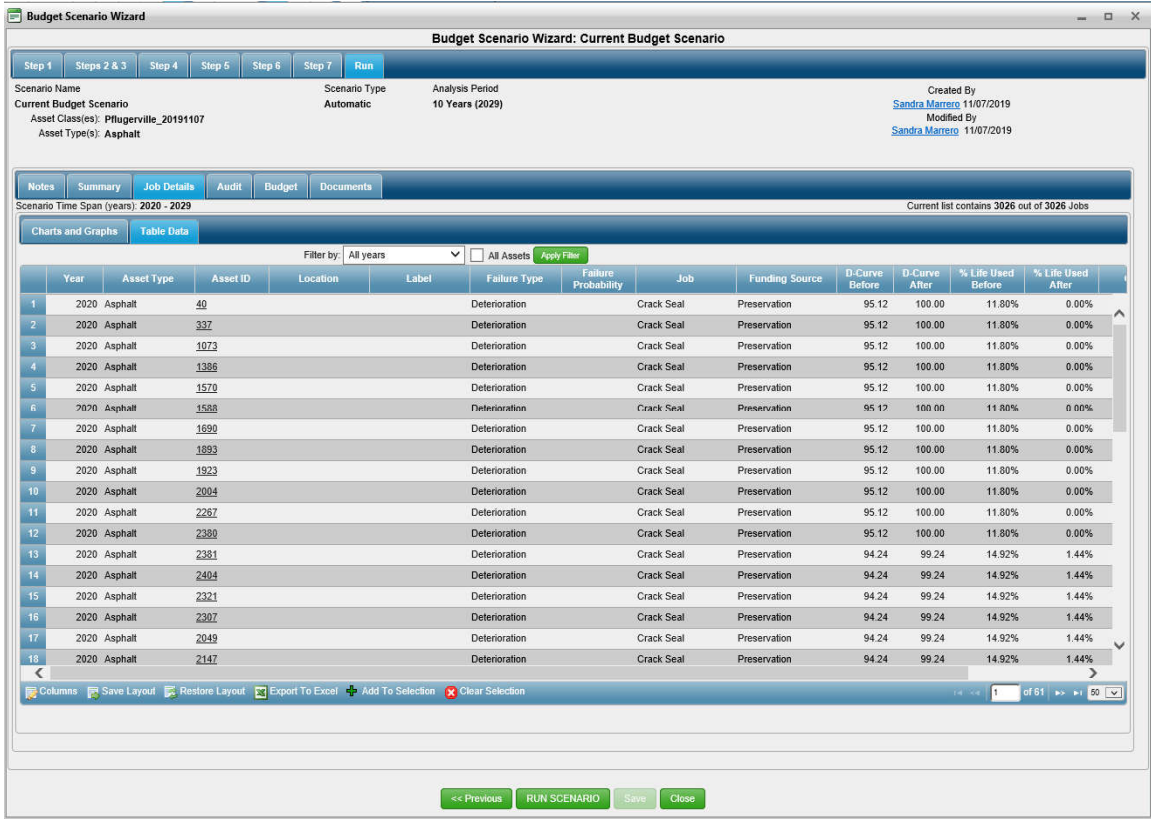 Budget Scenario Wizard
Budget Scenario Wizard: Current Budget Scenario
Step 1 Steps 2 & 3 Step 4 Step 5 Step 6 Step 7 Run
Scenario Name Scenario Type Analysis Period Created By
Current Budget Scenario Automatic 10 Years (2029) Sandra Marrero 11/07/2019
Asset Class(es): Pflugerville_20191107 Modified By
Asset Type(s): Asphalt Sandra Marrero 11/07/2019
Notes Summary Job Details Audit Budget Documents
Scenario Time Span (years): 2020 - 2029 Current list contains 3026 out of 3026 Jobs
Charts and Graphs Table Data
Filter by: All years All Assets Apply Filter
Year Asset Type Asset ID Location Label Failure Type Failure Probability Job Funding Source D-Curve Before D-Curve After % Life Used Before % Life Used After
1 2020 Asphalt 40 Deterioration Crack Seal Preservation 95.12 100.00 11.80% 0.00%
2 2020 Asphalt 337 Deterioration Crack Seal Preservation 95.12 100.00 11.80% 0.00%
3 2020 Asphalt 1073 Deterioration Crack Seal Preservation 95.12 100.00 11.80% 0.00%
4 2020 Asphalt 1386 Deterioration Crack Seal Preservation 95.12 100.00 11.80% 0.00%
5 2020 Asphalt 1570 Deterioration Crack Seal Preservation 95.12 100.00 11.80% 0.00%
6 2020 Asphalt 1588 Deterioration Crack Seal Preservation 95.12 100.00 11.80% 0.00%
7 2020 Asphalt 1690 Deterioration Crack Seal Preservation 95.12 100.00 11.80% 0.00%
8 2020 Asphalt 1893 Deterioration Crack Seal Preservation 95.12 100.00 11.80% 0.00%
9 2020 Asphalt 1923 Deterioration Crack Seal Preservation 95.12 100.00 11.80% 0.00%
10 2020 Asphalt 2004 Deterioration Crack Seal Preservation 95.12 100.00 11.80% 0.00%
11 2020 Asphalt 2267 Deterioration Crack Seal Preservation 95.12 100.00 11.80% 0.00%
12 2020 Asphalt 2380 Deterioration Crack Seal Preservation 95.12 100.00 11.80% 0.00%
13 2020 Asphalt 2381 Deterioration Crack Seal Preservation 94.24 99.24 14.92% 1.44%
14 2020 Asphalt 2404 Deterioration Crack Seal Preservation 94.24 99.24 14.92% 1.44%
15 2020 Asphalt 2321 Deterioration Crack Seal Preservation 94.24 99.24 14.92% 1.44%
16 2020 Asphalt 2307 Deterioration Crack Seal Preservation 94.24 99.24 14.92% 1.44%
17 2020 Asphalt 2049 Deterioration Crack Seal Preservation 94.24 99.24 14.92% 1.44%
18 2020 Asphalt 2147 Deterioration Crack Seal Preservation 94.24 99.24 14.92% 1.44%
Columns Save Layout Restore Layout Export To Excel Add To Selection Clear Selection 1 of 61 50
<< Previous RUN SCENARIO Save Close